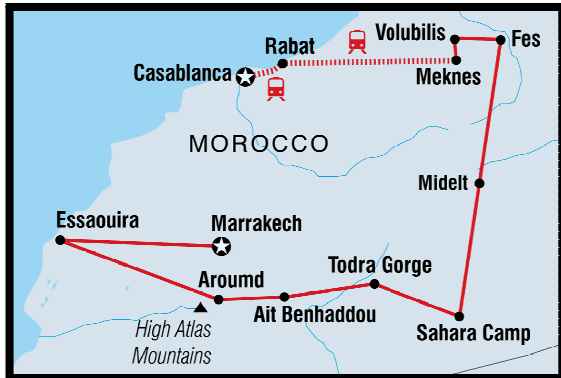 Volubilis
Fes
Rabat
Casablanca
Meknes
MOROCCO
Midelt
Essaouira
Marrakech
Todra Gorge
Aroumd
Ait Benhaddou
High Atlas
Mountains
Sahara Camp